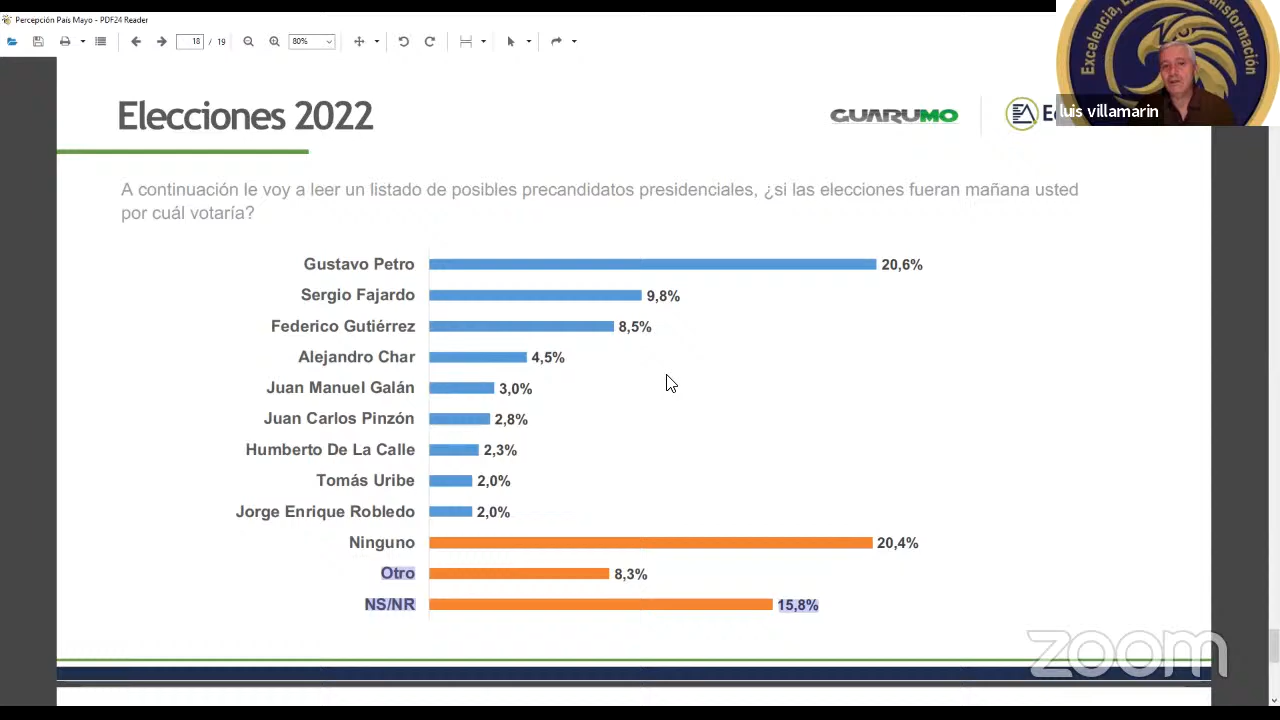 Percepción País Mayo - PDF24 Reader
18 / 19
80%
Excelencia,
Transformación
luis villamarin
Elecciones 2022
GUARUMO
A continuación le voy a leer un listado de posibles precandidatos presidenciales, ¿si las elecciones fueran mañana usted
por cuál votaría?
Gustavo Petro 20,6%
Sergio Fajardo 9,8%
Federico Gutiérrez 8,5%
Alejandro Char 4,5%
Juan Manuel Galán 3,0%
Juan Carlos Pinzón 2,8%
Humberto De La Calle 2,3%
Tomás Uribe 2,0%
Jorge Enrique Robledo 2,0%
Ninguno 20,4%
Otro 8,3%
NS/NR 15,8%
zoom